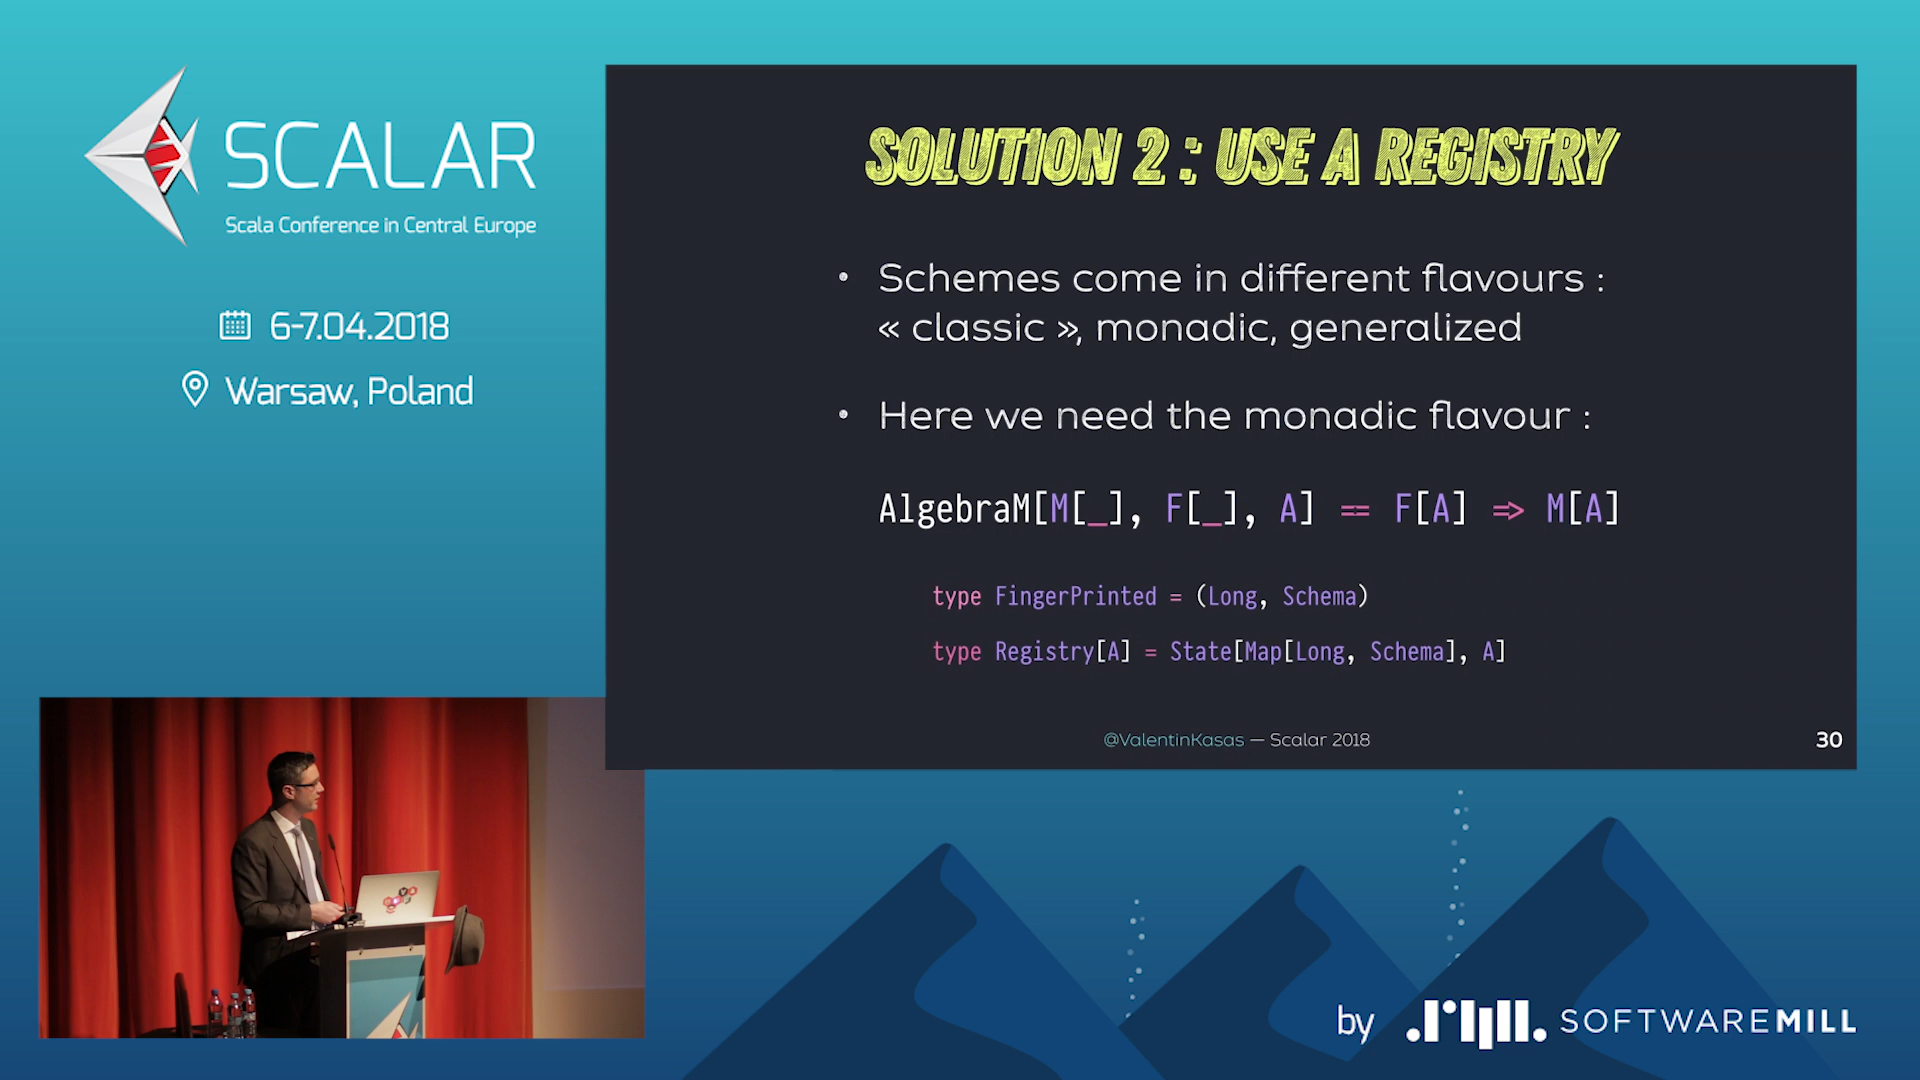 SCALAR
Scala Conference in Central Europe
6-7.04.2018
Warsaw, Poland
SOLUTION 2 : USE A REGISTRY
• Schemes come in different flavours :
« classic », monadic, generalized
• Here we need the monadic flavour :
AlgebraM[M[_], F[_], A] == F[A] => M[A]
type FingerPrinted = (Long, Schema)
type Registry[A] = State[Map[Long, Schema], A]
@ValentinKasas — Scalar 2018
30
by SOFTWAREMILL